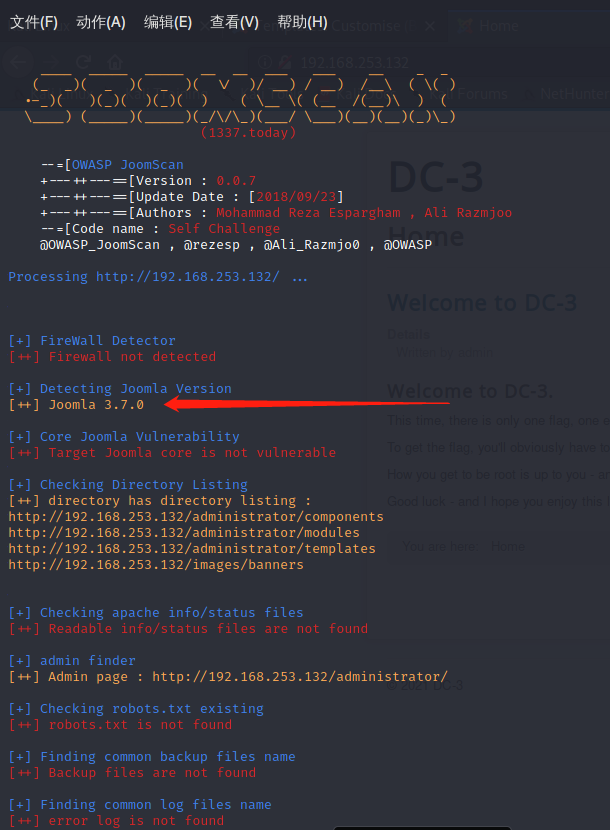 文件(F) 动作(A) 编辑(E) 查看(V) 帮助(H)
Home
192.168.253.132
(1337.today)
--=[OWASP JoomScan
+---++---==[Version : 0.0.7
+---++---==[Update Date : [2018/09/23]
+---++---==[Authors : Mohammad Reza Espargham , Ali Razmjoo
--=[Code name : Self Challenge
@OWASP_JoomScan , @rezesp , @Ali_Razmjo0 , @OWASP
DC-3
Home
Processing http://192.168.253.132/ ...
Welcome to DC-3
Details
[+] FireWall Detector
[++] Firewall not detected
[+] Detecting Joomla Version
[++] Joomla 3.7.0
Welcome to DC-3.
This time, there is only one flag, one e
[+] Core Joomla Vulnerability
[++] Target Joomla core is not vulnerable
To get the flag, you'll obviously have to
How you get to be root is up to you - a
Good luck - and I hope you enjoy this l
[+] Checking Directory Listing
[++] directory has directory listing :
http://192.168.253.132/administrator/components
http://192.168.253.132/administrator/modules
http://192.168.253.132/administrator/templates
http://192.168.253.132/images/banners
You are here: Home
[+] Checking apache info/status files
[++] Readable info/status files are not found
[+] admin finder
[++] Admin page : http://192.168.253.132/administrator/
[+] Checking robots.txt existing
[++] robots.txt is not found
[+] Finding common backup files name
[++] Backup files are not found
[+] Finding common log files name
[++] error log is not found